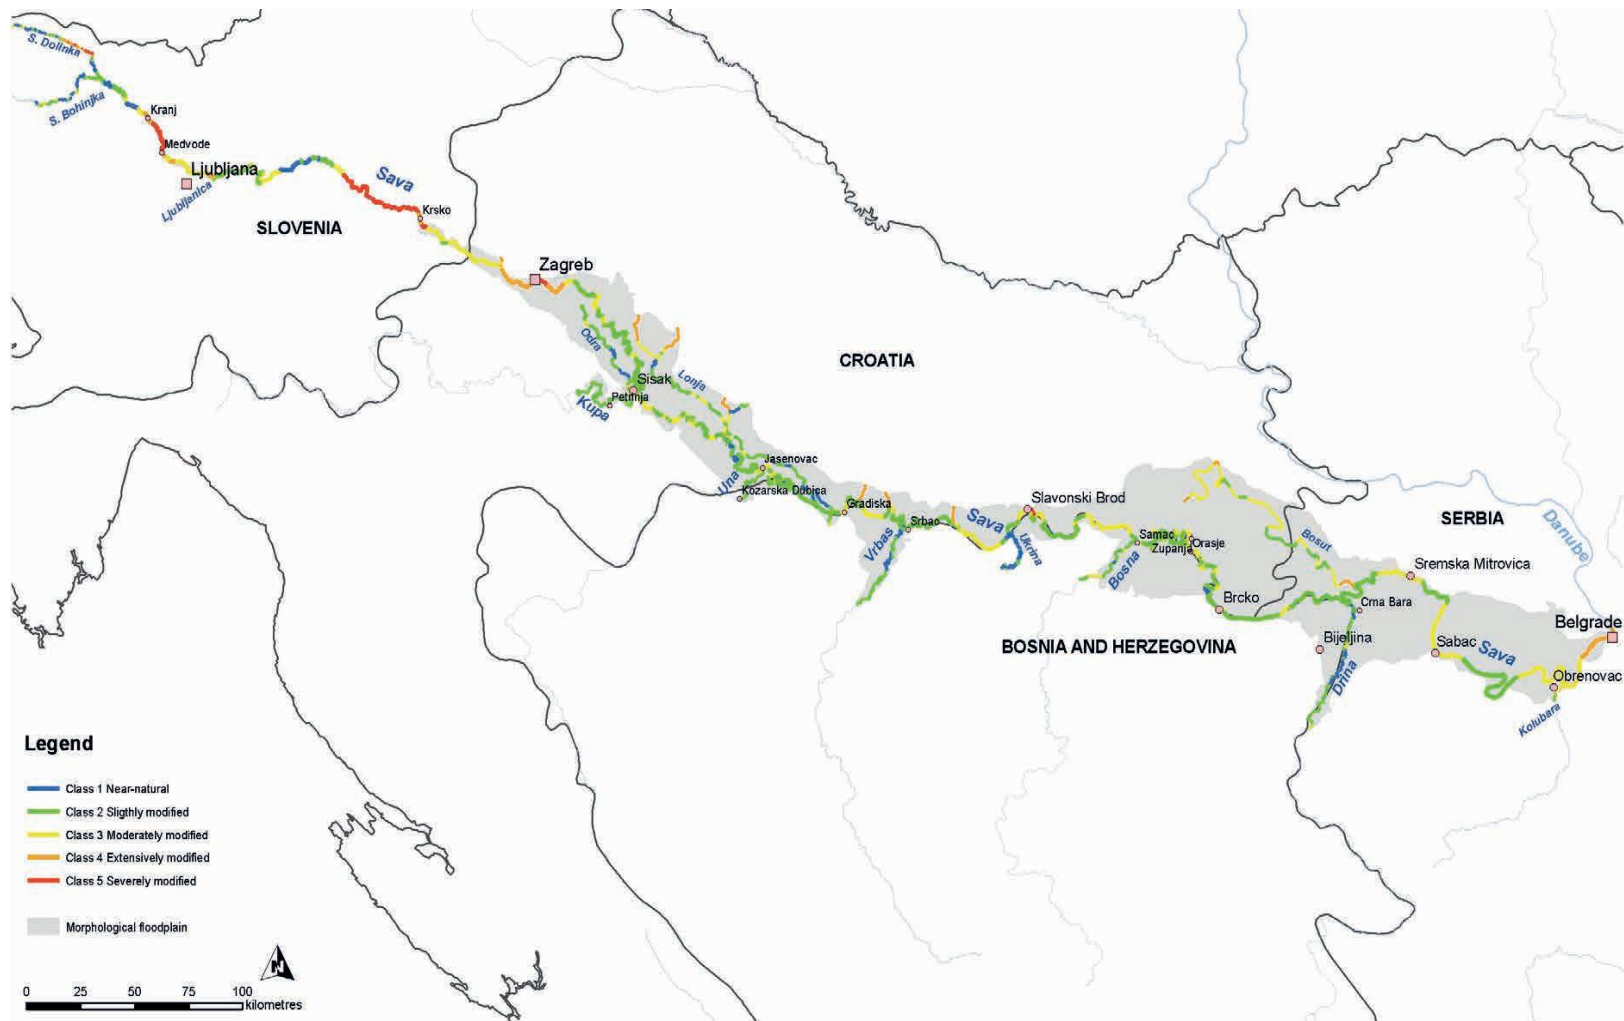 S. Dolinka
S. Bohinjka
Kranj
Medvode
Ljubljana
Ljubljanica
Sava
Krsko
SLOVENIA
Zagreb
CROATIA
Odra
Sisak
Lonja
Petrinja
Kupa
Jasenovac
Una
Kozarska Dubica
Gradiska
Slavonski Brod
Srbac
Sava
SERBIA
Danube
Vrbas
Ukrina
Samac
Zupanja
Orasje
Bosut
Bosna
Sremska Mitrovica
Brcko
Crna Bara
Belgrade
BOSNIA AND HERZEGOVINA
Bijeljina
Sabac
Sava
Drina
Obrenovac
Kolubara
Legend
Class 1 Near-natural
Class 2 Sligthly modified
Class 3 Moderately modified
Class 4 Extensively modified
Class 5 Severely modified
Morphological floodplain
N
0 25 50 75 100
kilometres